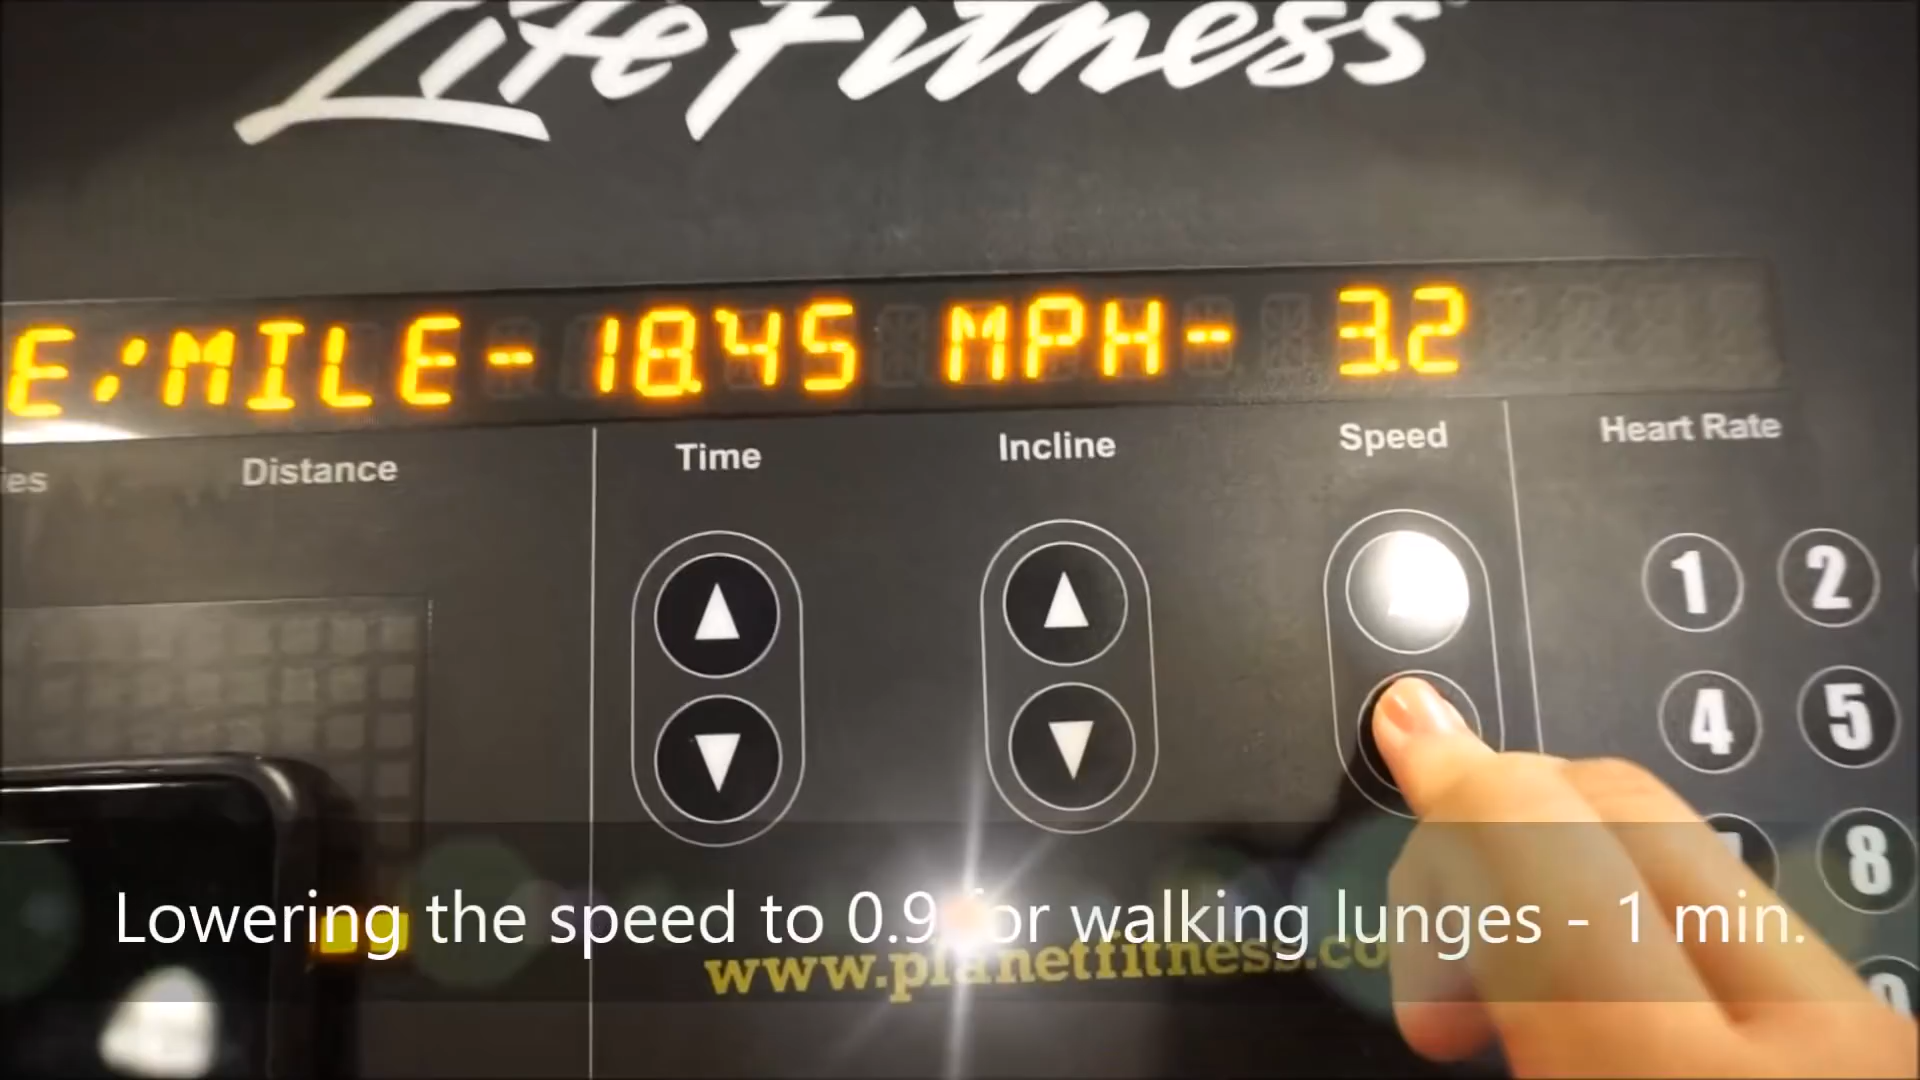 LifeFitness
E/MILE-18:45 MPH- 3.2
Distance Time Incline Speed Heart Rate
1 2
4 5
8
Lowering the speed to 0.9 for walking lunges - 1 min.
www.planetfitness.co